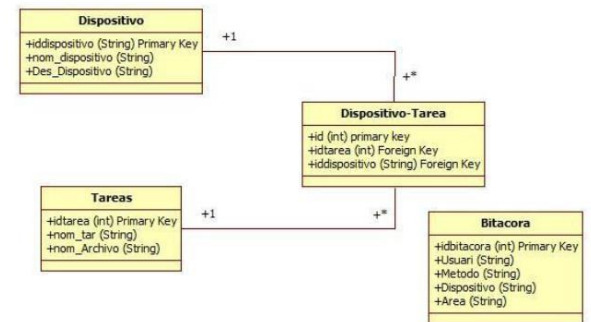 Dispositivo
+iddispositivo (String) Primary Key
+nom_dispositivo (String)
+Des_Dispositivo (String)
+1
+*
Dispositivo-Tarea
+id (int) primary key
+idtarea (int) Foreign Key
+iddispositivo (String) Foreign Key
Tareas
+idtarea (int) Primary Key
+nom_tar (String)
+nom_Archivo (String)
+1
+*
Bitacora
+idbitacora (int) Primary Key
+Usuari (String)
+Metodo (String)
+Dispositivo (String)
+Area (String)